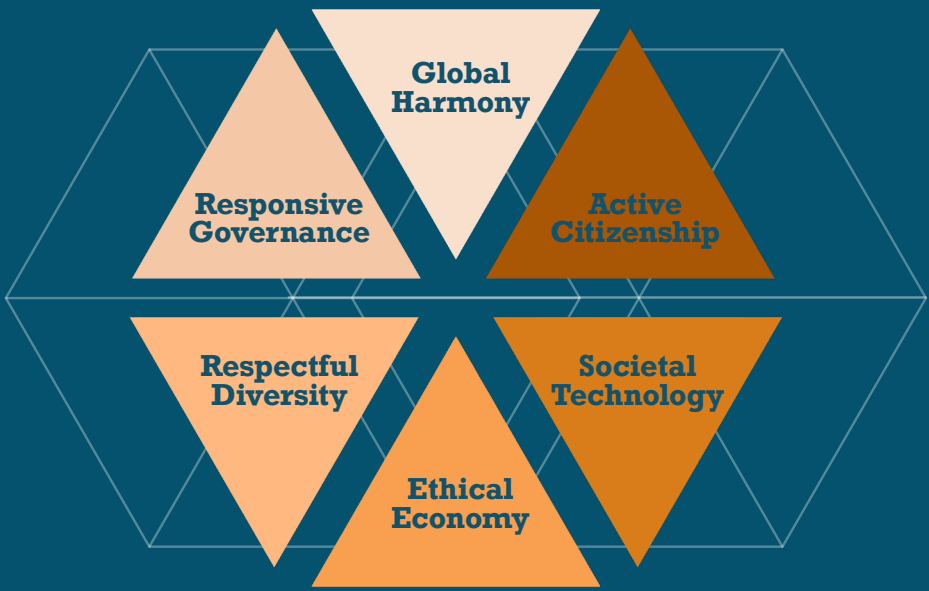 Global
Harmony
Responsive
Governance
Active
Citizenship
Respectful
Diversity
Societal
Technology
Ethical
Economy